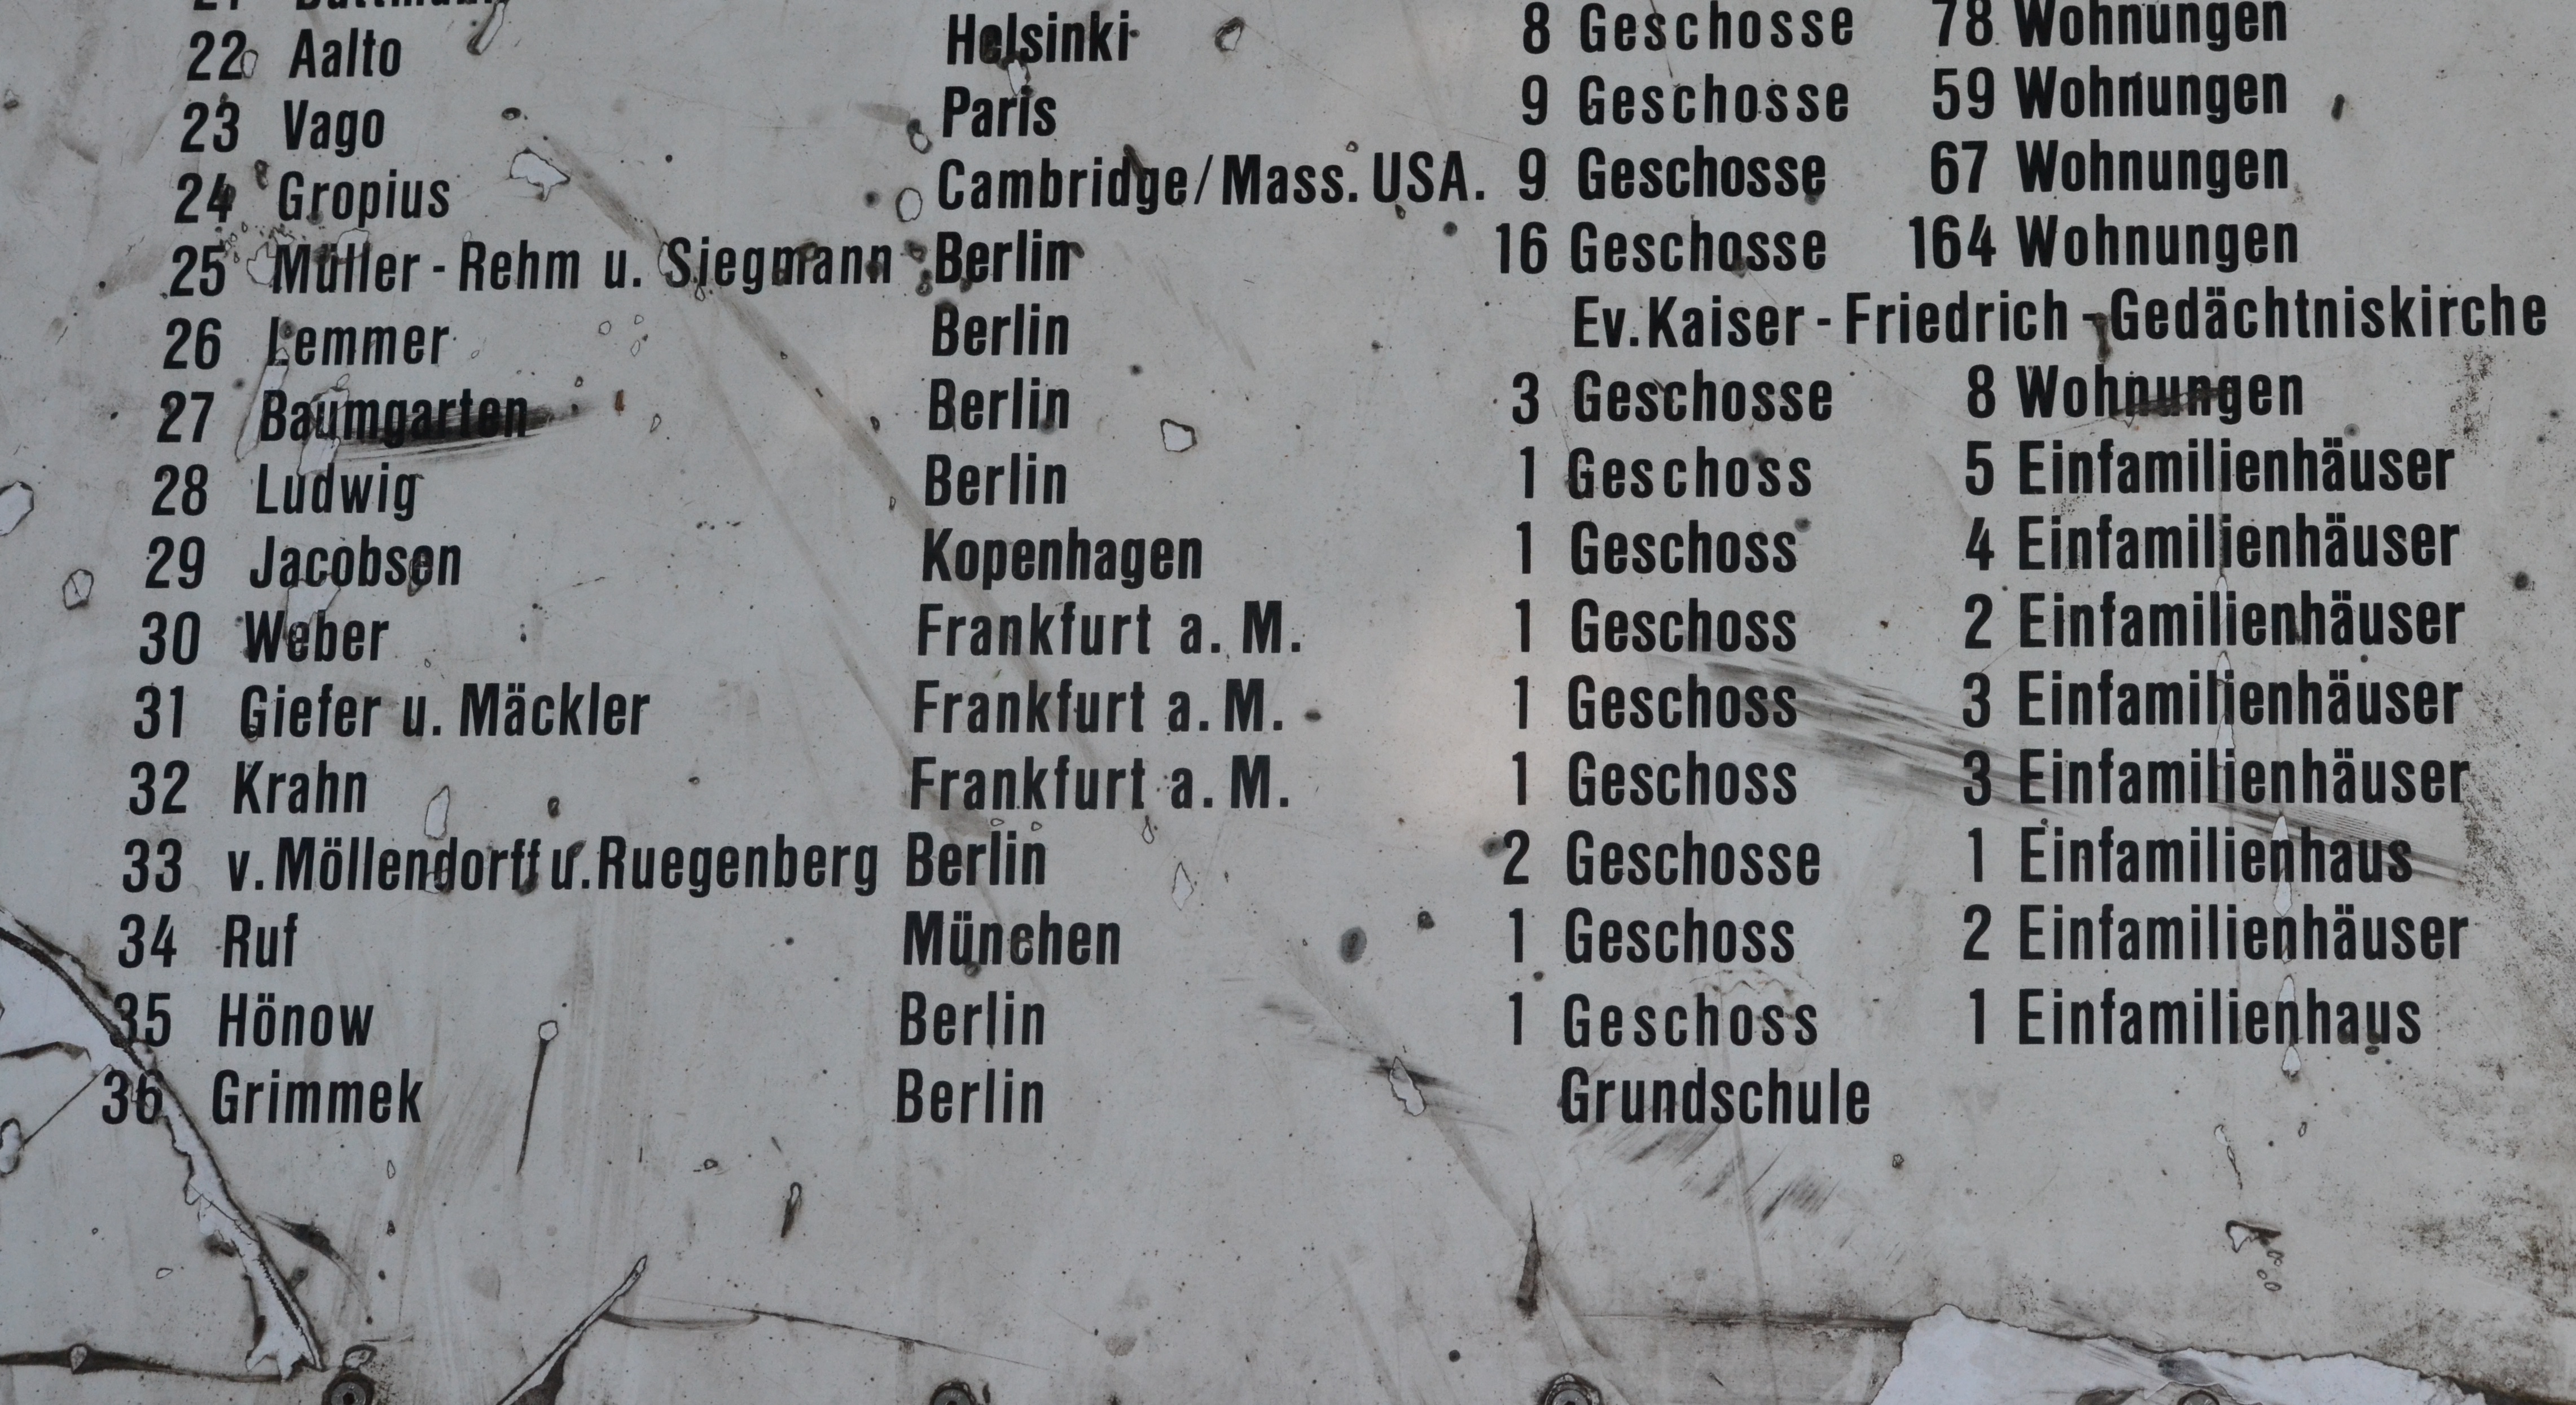 22 Aalto Helsinki 8 Geschosse 78 Wohnungen
23 Vago Paris 9 Geschosse 59 Wohnungen
24 Gropius Cambridge/Mass. USA. 9 Geschosse 67 Wohnungen
25 Müller-Rehm u. Siegmann Berlin 16 Geschosse 164 Wohnungen
26 Lemmer Berlin Ev. Kaiser-Friedrich-Gedächtniskirche
27 Baumgarten Berlin 3 Geschosse 8 Wohnungen
28 Ludwig Berlin 1 Geschoss 5 Einfamilienhäuser
29 Jacobsen Kopenhagen 1 Geschoss 4 Einfamilienhäuser
30 Weber Frankfurt a. M. 1 Geschoss 2 Einfamilienhäuser
31 Giefer u. Mäckler Frankfurt a. M. 1 Geschoss 3 Einfamilienhäuser
32 Krahn Frankfurt a. M. 1 Geschoss 3 Einfamilienhäuser
33 v. Möllendorff u. Ruegenberg Berlin 2 Geschosse 1 Einfamilienhaus
34 Ruf München 1 Geschoss 2 Einfamilienhäuser
35 Hönow Berlin 1 Geschoss 1 Einfamilienhaus
36 Grimmek Berlin Grundschule